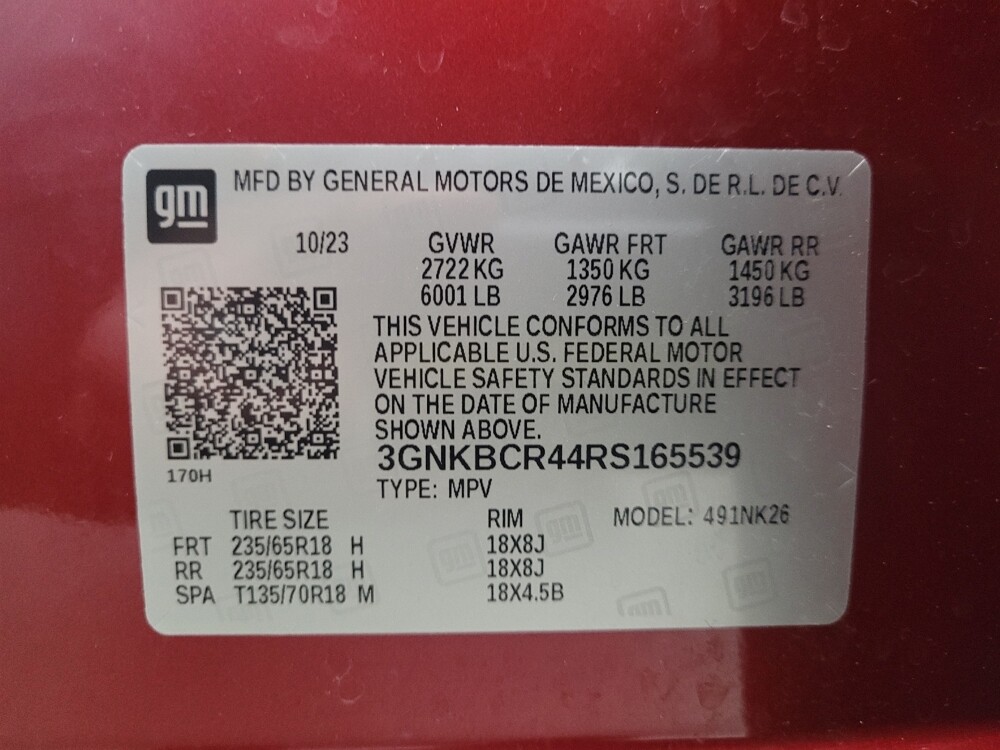 gm MFD BY GENERAL MOTORS DE MEXICO, S. DE R.L. DE C.V.
10/23 GVWR GAWR FRT GAWR RR
2722 KG 1350 KG 1450 KG
6001 LB 2976 LB 3196 LB
THIS VEHICLE CONFORMS TO ALL
APPLICABLE U.S. FEDERAL MOTOR
VEHICLE SAFETY STANDARDS IN EFFECT
ON THE DATE OF MANUFACTURE
SHOWN ABOVE.
3GNKBCR44RS165539
170H
TYPE: MPV
TIRE SIZE RIM MODEL: 491NK26
FRT 235/65R18 H 18X8J
RR 235/65R18 H 18X8J
SPA T135/70R18 M 18X4.5B